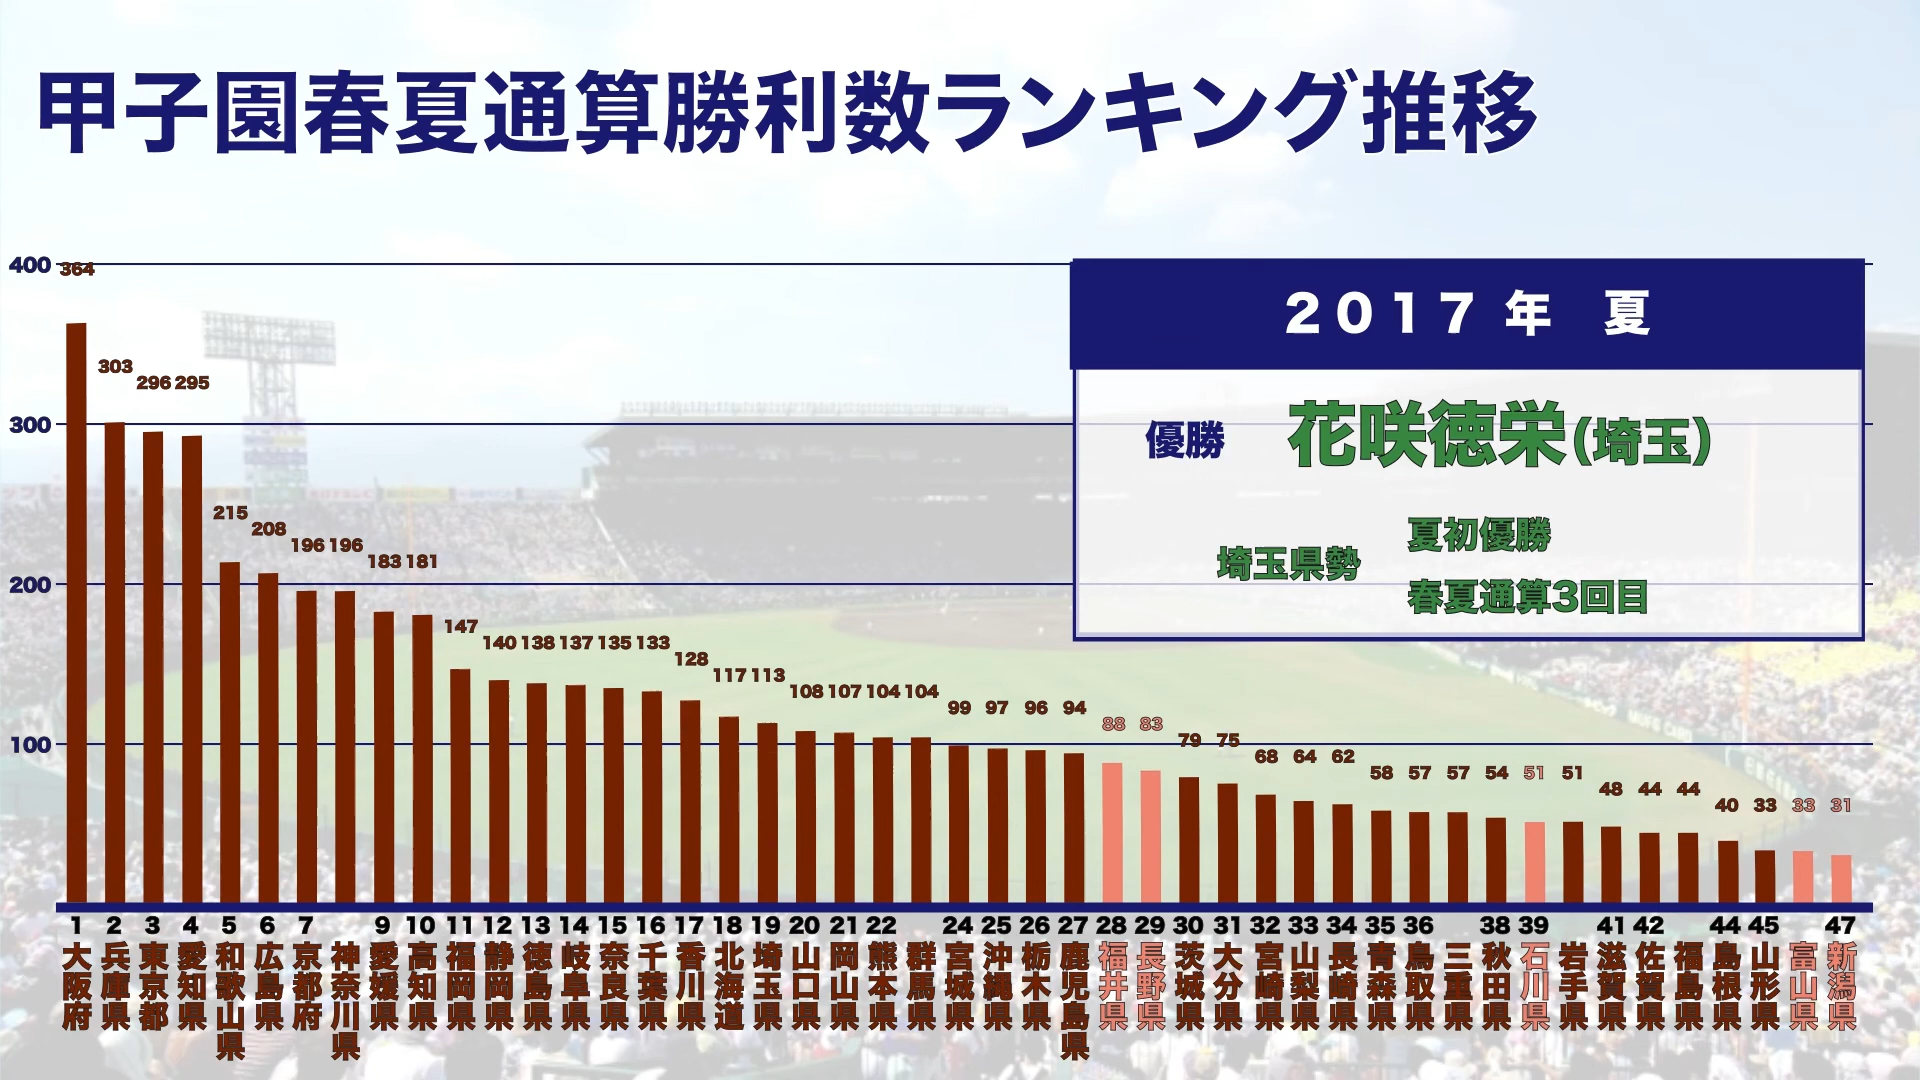 甲子園春夏通算勝利数ランキング推移
2017年 夏
優勝 花咲徳栄(埼玉)
埼玉県勢
夏初優勝
春夏通算3回目
400
300
200
100
364 303 296 295 215 208 196 196 183 181 147 140 138 137 135 133 128 117 113 108 107 104 104 99 97 96 94 88 83 79 75 68 64 62 58 57 57 54 51 51 48 44 44 40 33 33 31
1 2 3 4 5 6 7 9 10 11 12 13 14 15 16 17 18 19 20 21 22 24 25 26 27 28 29 30 31 32 33 34 35 36 38 39 41 42 44 45 47
大阪府
兵庫県
東京都
愛知県
和歌山県
広島県
京都府
神奈川県
愛媛県
高知県
福岡県
静岡県
徳島県
岐阜県
奈良県
千葉県
香川県
北海道
埼玉県
山口県
岡山県
熊本県
群馬県
宮城県
沖縄県
栃木県
鹿児島県
福井県
長野県
茨城県
大分県
宮崎県
山梨県
長崎県
青森県
鳥取県
三重県
秋田県
石川県
岩手県
滋賀県
佐賀県
福島県
島根県
山形県
富山県
新潟県